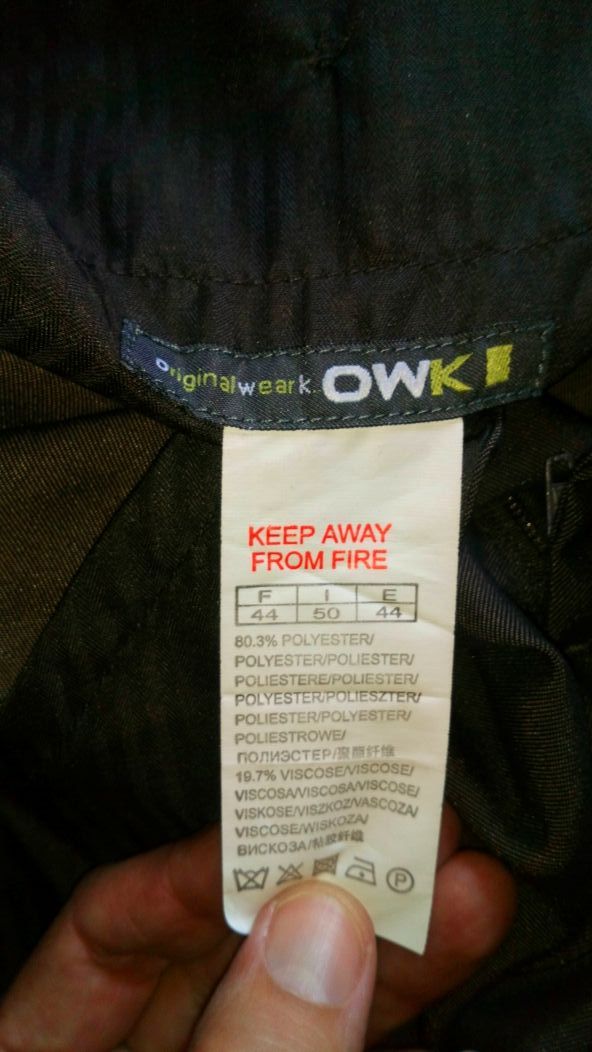 originalweark. OWK
KEEP AWAY
FROM FIRE
F I E
44 50 44
80.3% POLYESTER/
POLYESTER/POLIESTER/
POLIESTERE/POLIESTER/
POLYESTER/POLIESZTER/
POLIESTER/POLYESTER/
POLIESTROWE/
ПОЛИЭСТЕР/聚酯纤维
19.7% VISCOSE/VISCOSE/
VISCOSA/VISCOSA/VISCOSE/
VISKOSE/VISZKOZ/VASCOZA/
VISCOSE/WISKOZA/
ВИСКОЗА/粘胶纤维
P